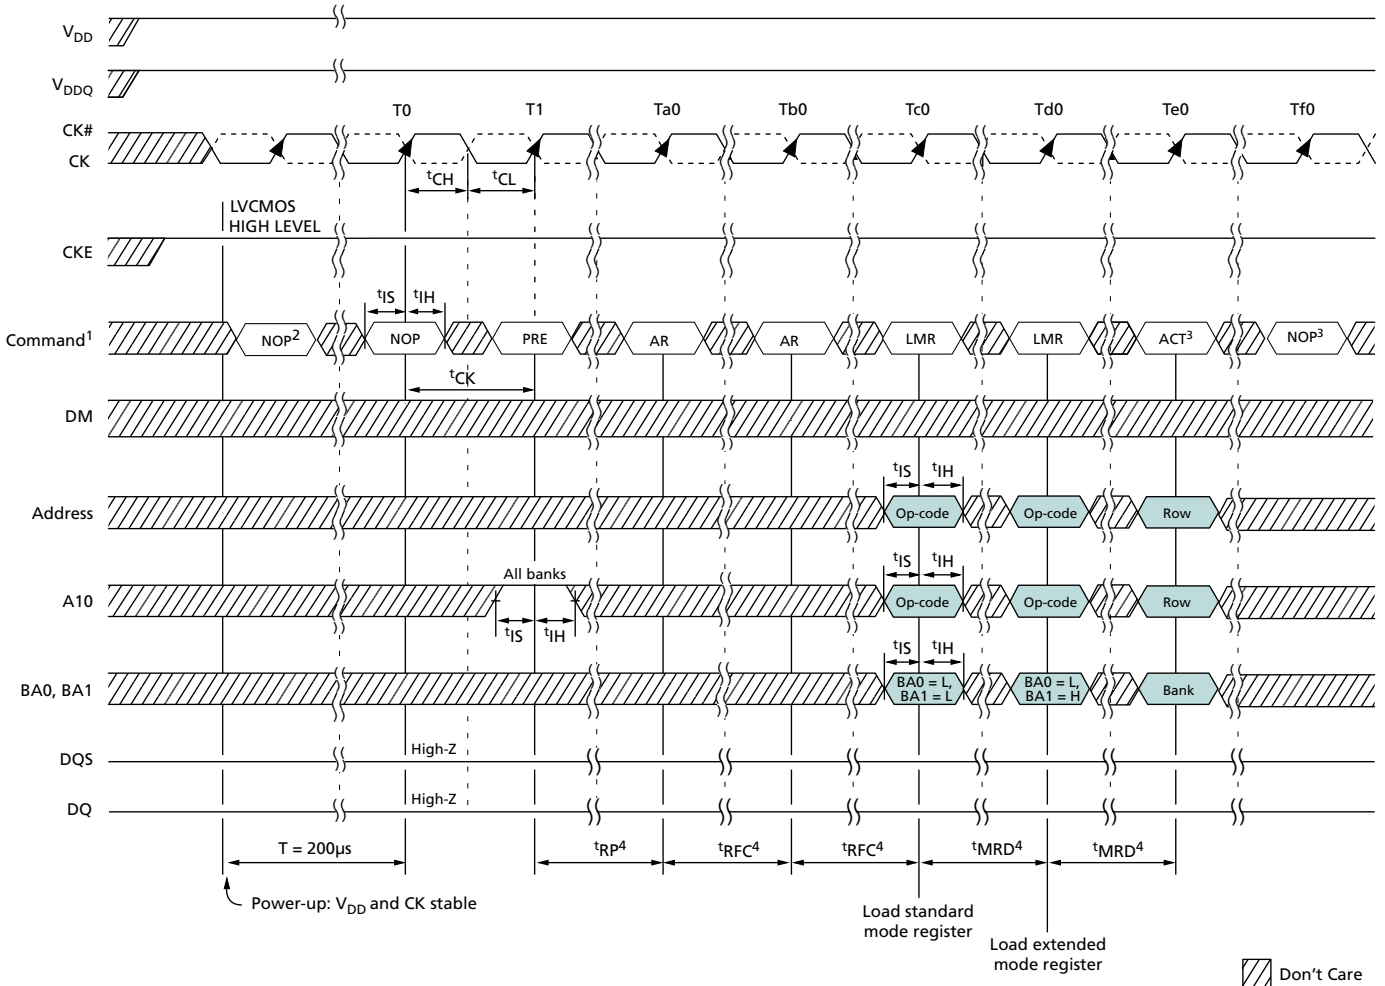 VDD
VDDQ
T0 T1 Ta0 Tb0 Tc0 Td0 Te0 Tf0
CK#
CK
tCH tCL
LVCMOS
HIGH LEVEL
CKE
tIS tIH
Command1 NOP2 NOP PRE AR AR LMR LMR ACT3 NOP3
tCK
DM
tIS tIH
Address Op-code Op-code Row
All banks tIS tIH
A10 Op-code Op-code Row
tIS tIH
tIS tIH
BA0, BA1 BA0 = L, BA0 = L, Bank
BA1 = L BA1 = H
DQS High-Z
DQ High-Z
T = 200µs tRP4 tRFC4 tRFC4 tMRD4 tMRD4
Power-up: VDD and CK stable
Load standard
mode register
Load extended
mode register
Don't Care